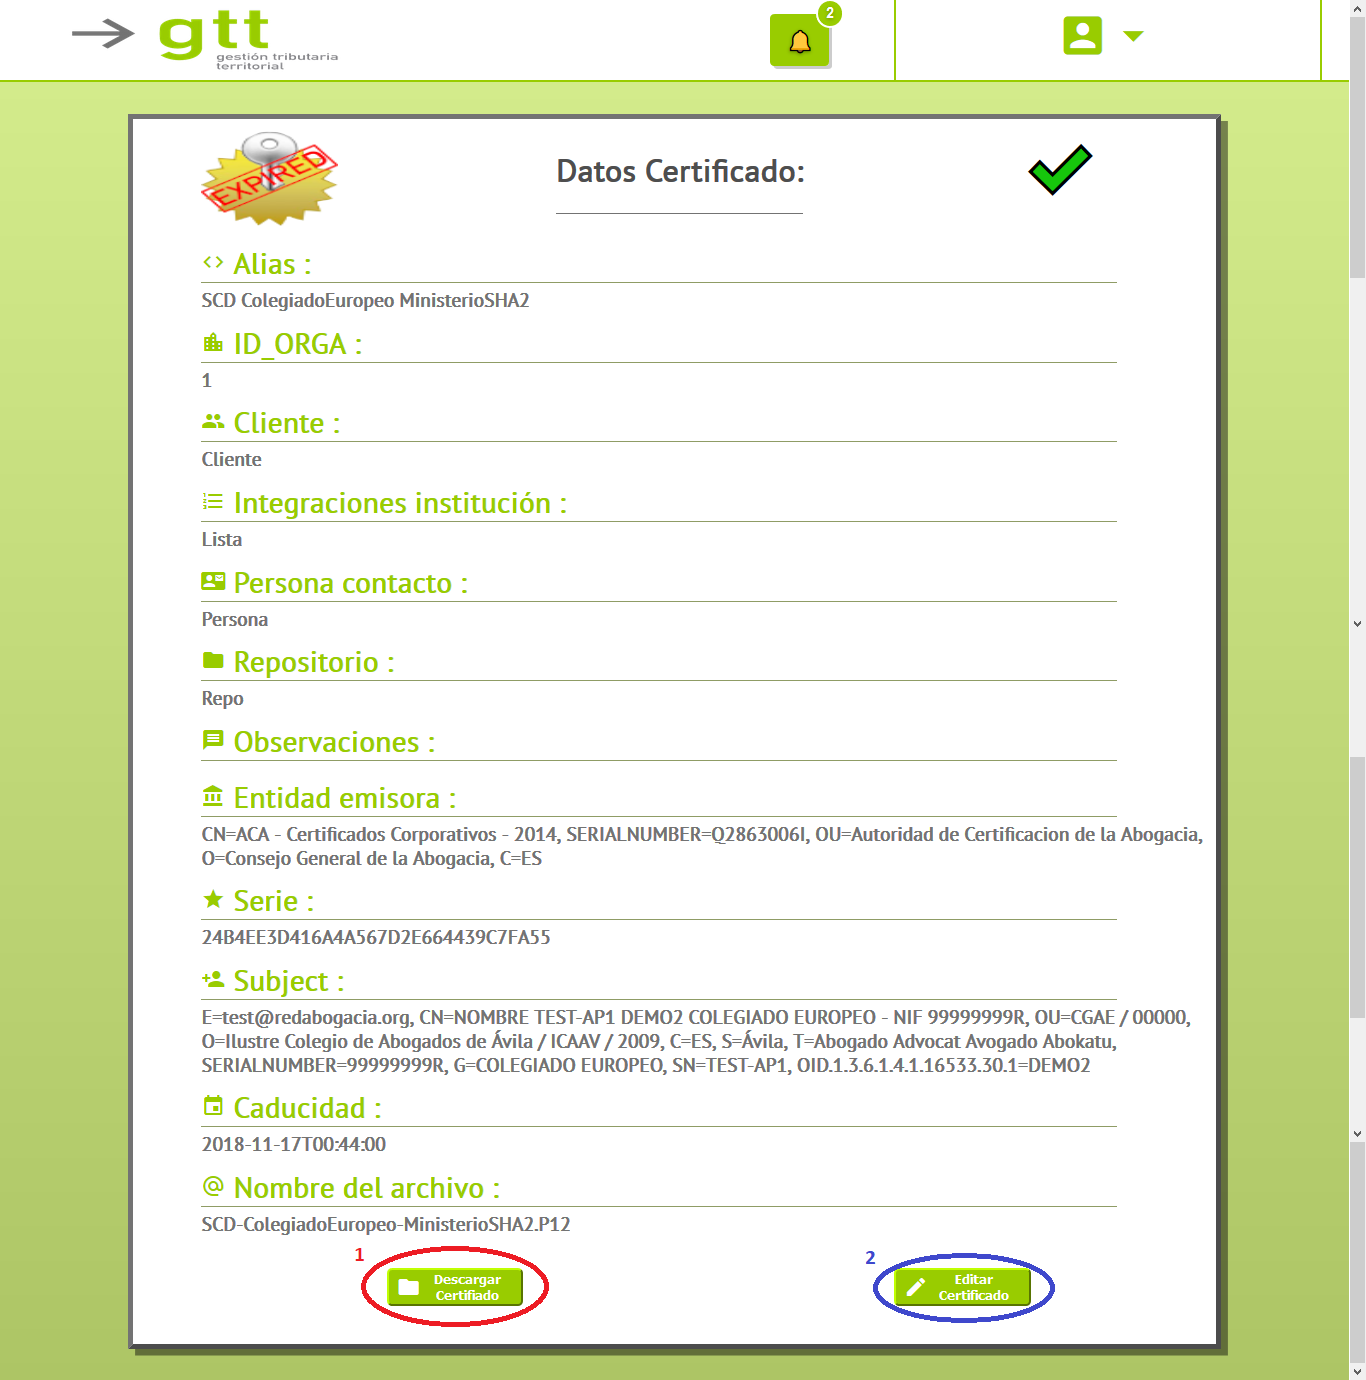 gtt
gestión tributaria
territorial
2
EXPIRED
Datos Certificado:
Alias :
SCD ColegiadoEuropeo MinisterioSHA2
ID_ORGA :
1
Cliente :
Cliente
Integraciones institución :
Lista
Persona contacto :
Persona
Repositorio :
Repo
Observaciones :
Entidad emisora :
CN=ACA - Certificados Corporativos - 2014, SERIALNUMBER=Q2863006I, OU=Autoridad de Certificacion de la Abogacia,
O=Consejo General de la Abogacia, C=ES
Serie :
24B4EE3D416A4A567D2E664439C7FA55
Subject :
E=test@redabogacia.org, CN=NOMBRE TEST-AP1 DEMO2 COLEGIADO EUROPEO - NIF 99999999R, OU=CGAE / 00000,
O=Ilustre Colegio de Abogados de Ávila / ICAAV / 2009, C=ES, S=Ávila, T=Abogado Advocat Avogado Abokatu,
SERIALNUMBER=99999999R, G=COLEGIADO EUROPEO, SN=TEST-AP1, OID.1.3.6.1.4.1.16533.30.1=DEMO2
Caducidad :
2018-11-17T00:44:00
Nombre del archivo :
SCD-ColegiadoEuropeo-MinisterioSHA2.P12
1
Descargar
Certifiado
2
Editar
Certificado